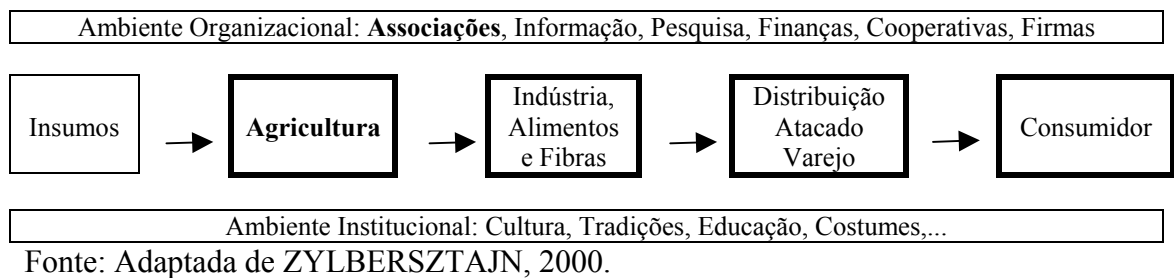 Ambiente Organizacional: Associações, Informação, Pesquisa, Finanças, Cooperativas, Firmas
Insumos
Agricultura
Indústria,
Alimentos
e Fibras
Distribuição
Atacado
Varejo
Consumidor
Ambiente Institucional: Cultura, Tradições, Educação, Costumes,...
Fonte: Adaptada de ZYLBERSZTAJN, 2000.